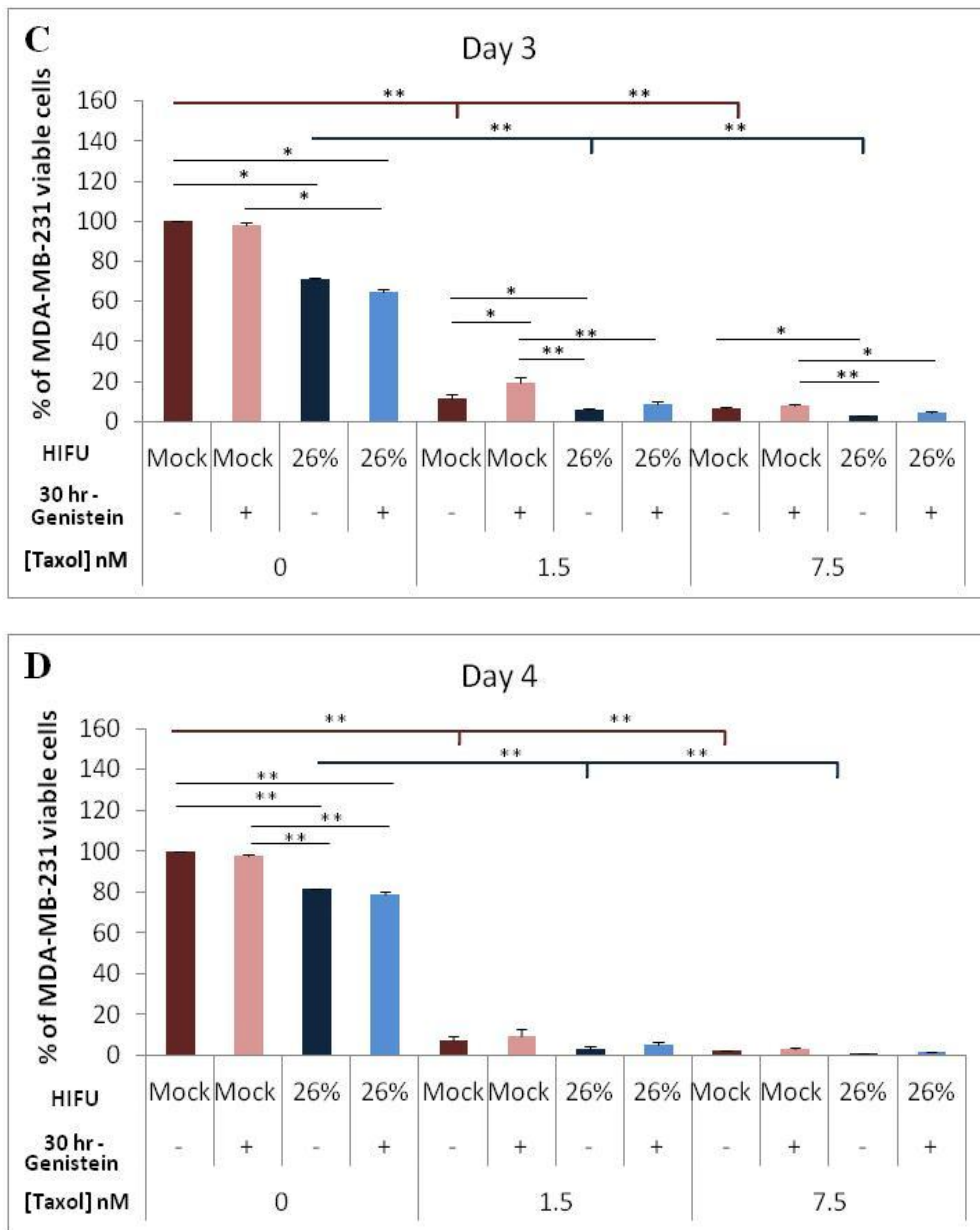 C
Day 3
% of MDA-MB-231 viable cells
160
** **
140
** **
120
*
*
*
100
80
60
*
*
40
**
**
*
*
**
20
0
HIFU Mock Mock 26% 26% Mock Mock 26% 26% Mock Mock 26% 26%
30 hr -
Genistein - + - + - + - + - + - +
[Taxol] nM 0 1.5 7.5
D
Day 4
% of MDA-MB-231 viable cells
160
** **
140
** **
120
**
**
**
**
100
80
60
40
20
0
HIFU Mock Mock 26% 26% Mock Mock 26% 26% Mock Mock 26% 26%
30 hr -
Genistein - + - + - + - + - + - +
[Taxol] nM 0 1.5 7.5